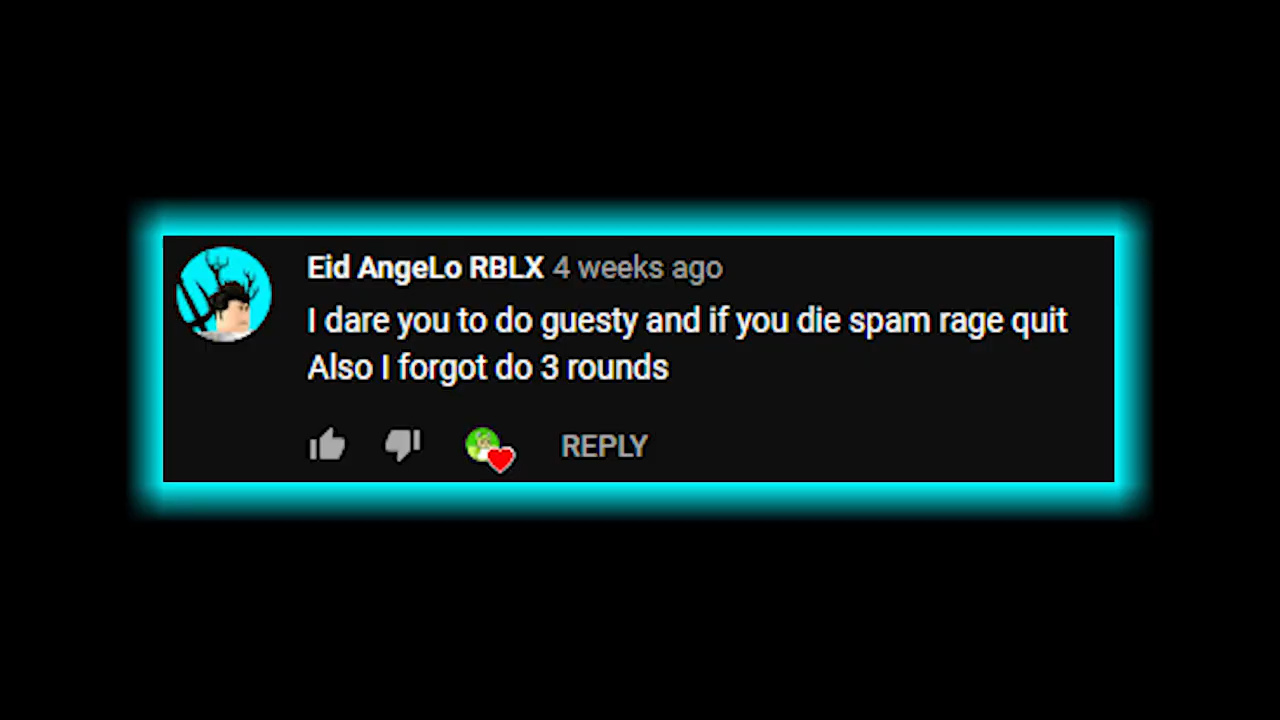 Eid AngeLo RBLX 4 weeks ago
I dare you to do guesty and if you die spam rage quit
Also I forgot do 3 rounds
REPLY